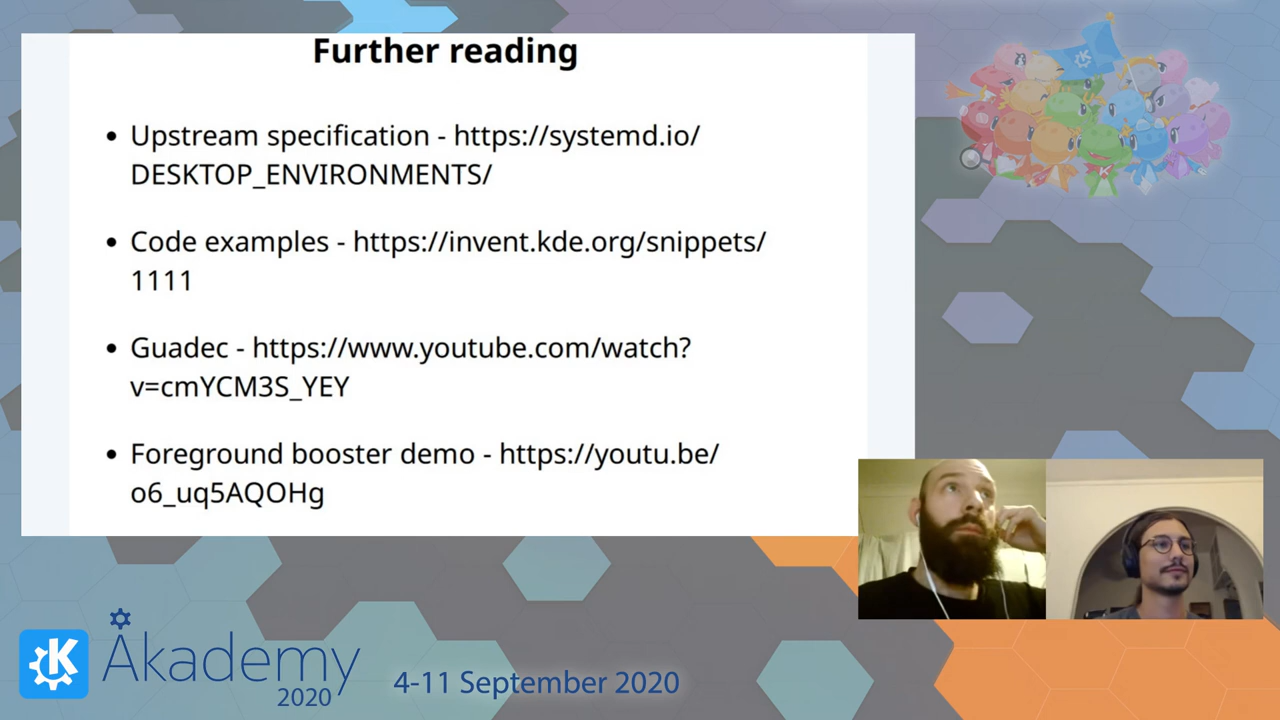 Further reading
• Upstream specification - https://systemd.io/
DESKTOP_ENVIRONMENTS/
• Code examples - https://invent.kde.org/snippets/
1111
• Guadec - https://www.youtube.com/watch?
v=cmYCM3S_YEY
• Foreground booster demo - https://youtu.be/
o6_uq5AQOHg
K
Akademy
2020
4-11 September 2020